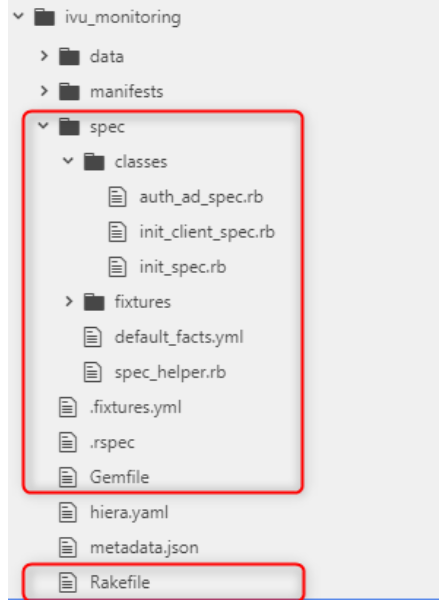 ivu_monitoring
data
manifests
spec
classes
auth_ad_spec.rb
init_client_spec.rb
init_spec.rb
fixtures
default_facts.yml
spec_helper.rb
.fixtures.yml
.rspec
Gemfile
hiera.yaml
metadata.json
Rakefile